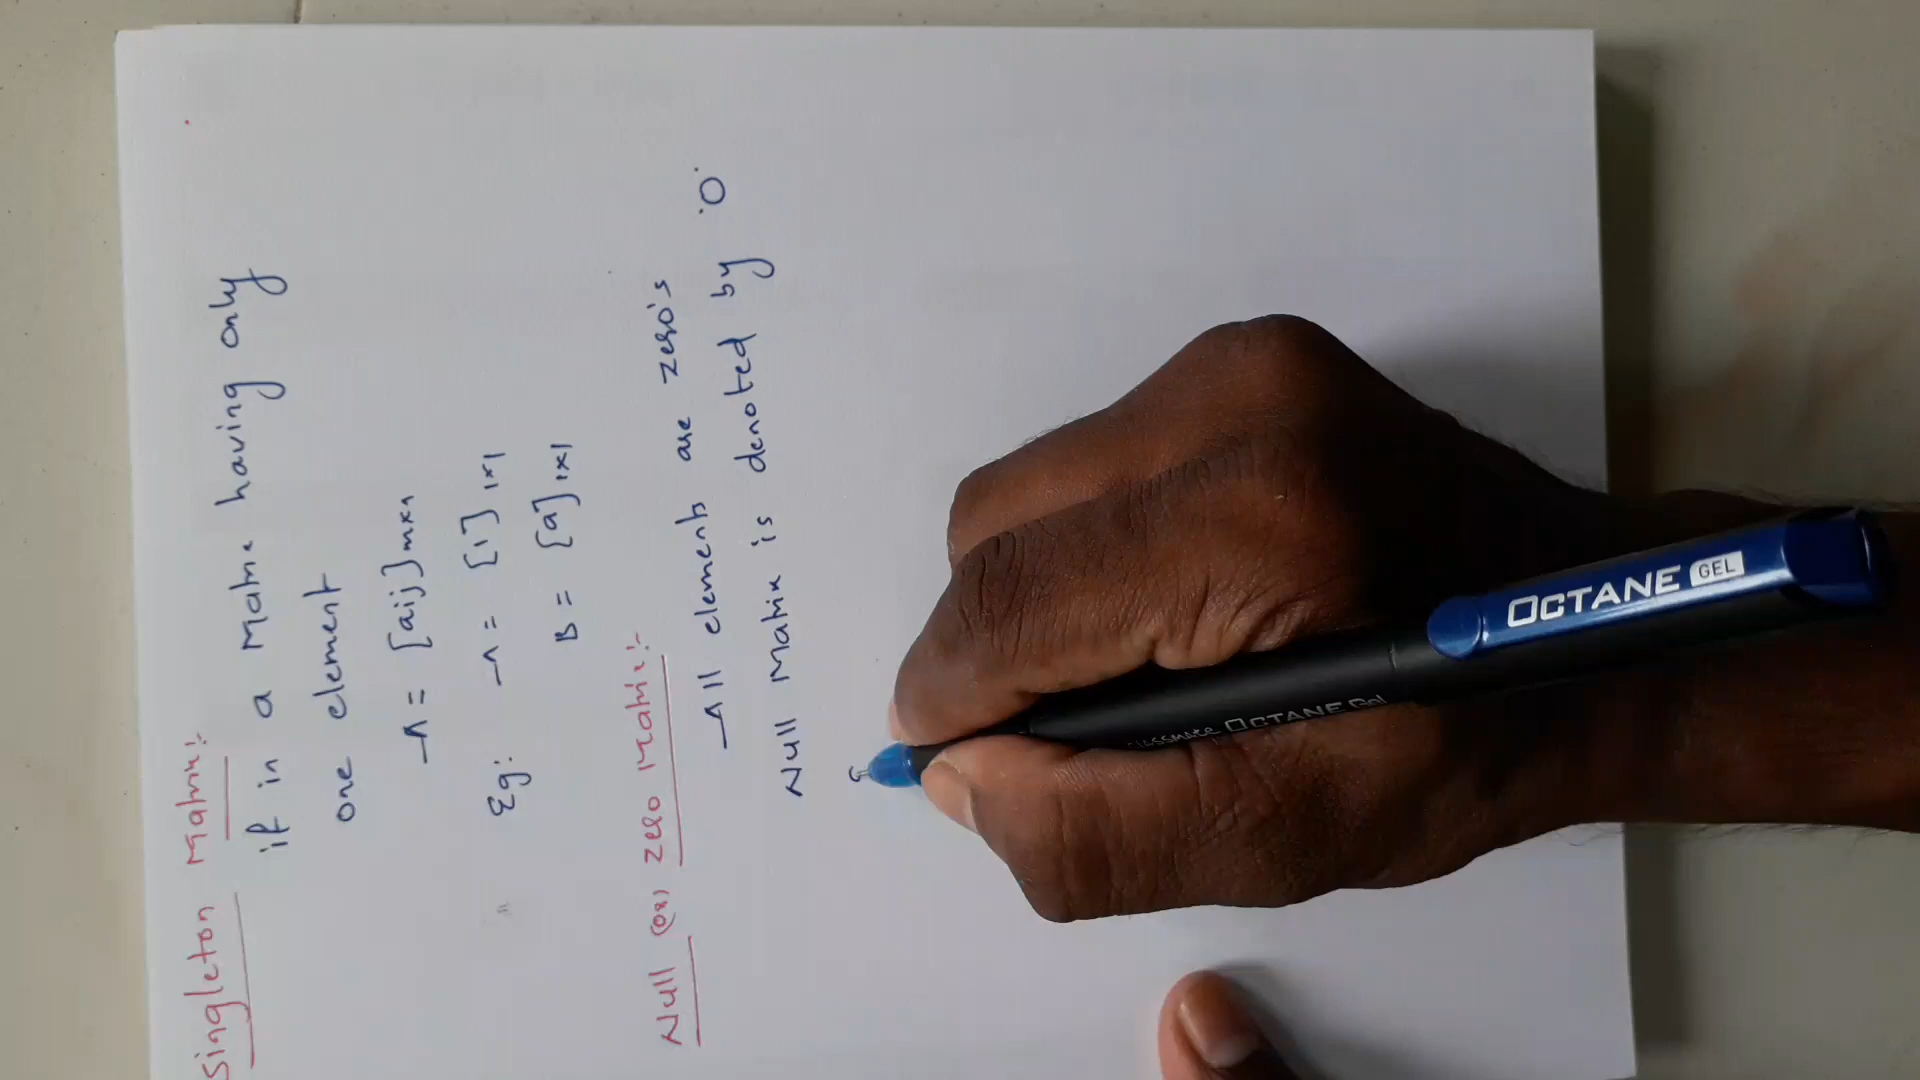 Singleton Matrix:-
if in a Matrix having only
one element
A = [aij]mxn
Eg: A = [1]1x1
B = [a]1x1
Null (or) zero Matrix:-
All elements are zero's
Null Matrix is denoted by 'O'
classmate OCTANE Gel
OCTANE GEL